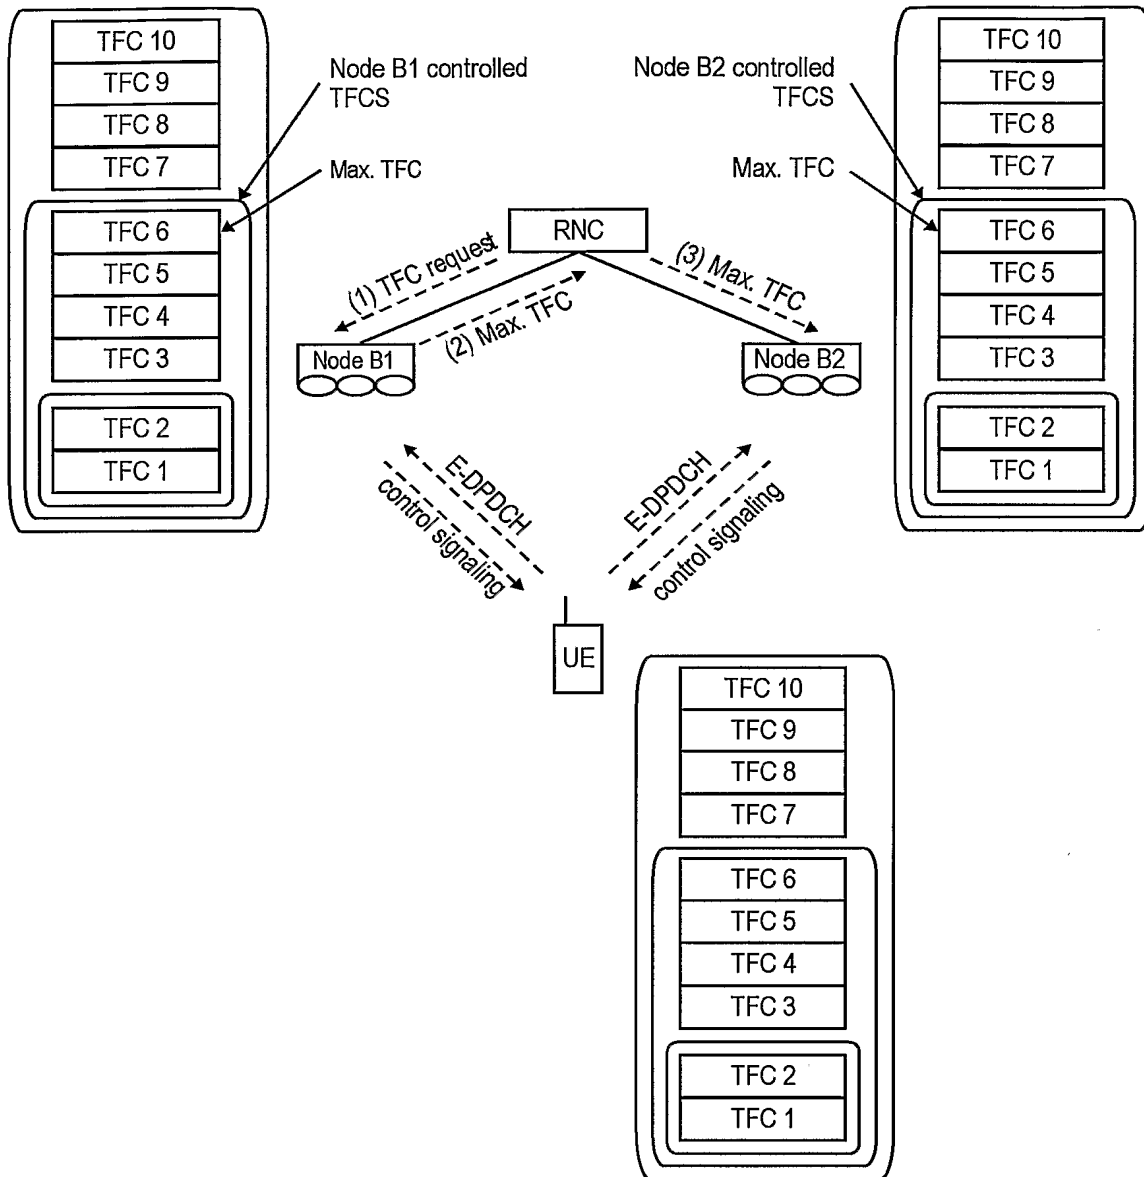 TFC 10
TFC 9
TFC 8
TFC 7
TFC 6
TFC 5
TFC 4
TFC 3
TFC 2
TFC 1
Node B1 controlled
TFCS
Max. TFC
Node B2 controlled
TFCS
Max. TFC
TFC 10
TFC 9
TFC 8
TFC 7
TFC 6
TFC 5
TFC 4
TFC 3
TFC 2
TFC 1
RNC
(1) TFC request
(2) Max. TFC
(3) Max. TFC
Node B1
Node B2
E-DPDCH
control signaling
E-DPDCH
control signaling
UE
TFC 10
TFC 9
TFC 8
TFC 7
TFC 6
TFC 5
TFC 4
TFC 3
TFC 2
TFC 1